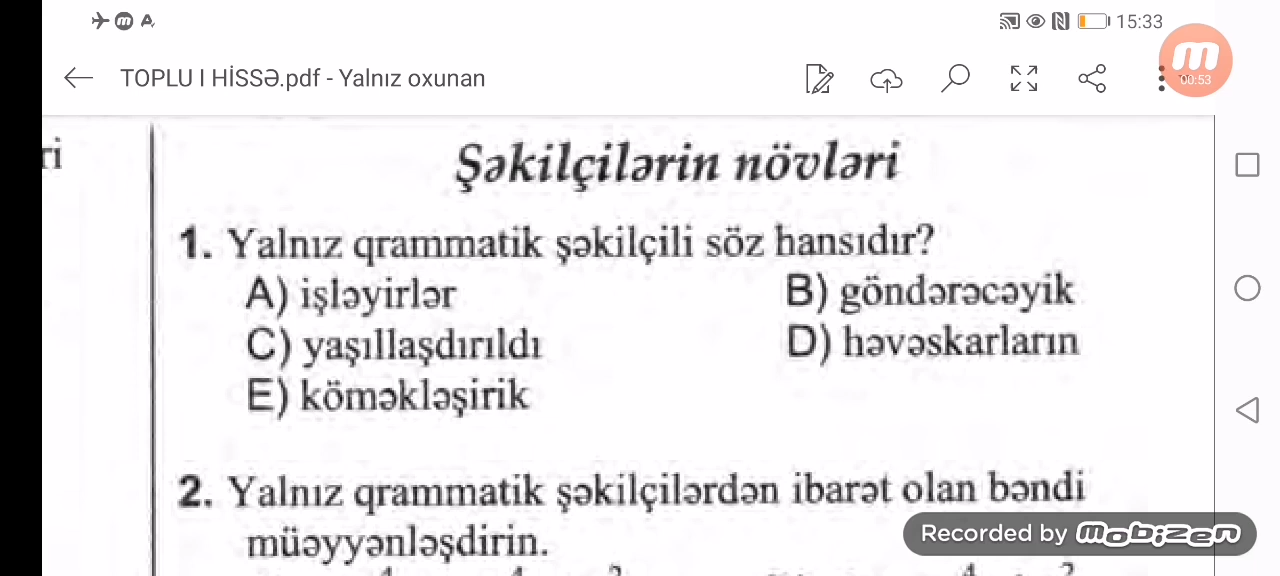 15:33
TOPLU I HİSSƏ.pdf - Yalnız oxunan
00:53
ri
Şəkilçilərin növləri
1. Yalnız qrammatik şəkilçili söz hansıdır?
A) işləyirlər B) göndərəcəyik
C) yaşıllaşdırıldı D) həvəskarların
E) köməkləşirik
2. Yalnız qrammatik şəkilçilərdən ibarət olan bəndi
müəyyənləşdirin.
Recorded by mobizen